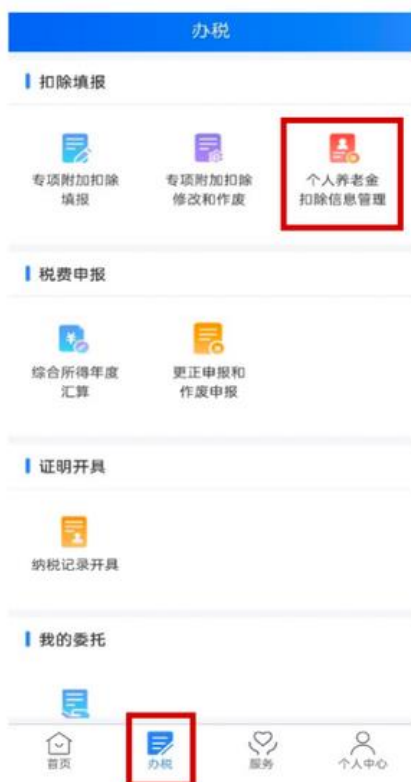 办税
扣除填报
专项附加扣除
填报
专项附加扣除
修改和作废
个人养老金
扣除信息管理
税费申报
综合所得年度
汇算
更正申报和
作废申报
证明开具
纳税记录开具
我的委托
首页
办税
服务
个人中心